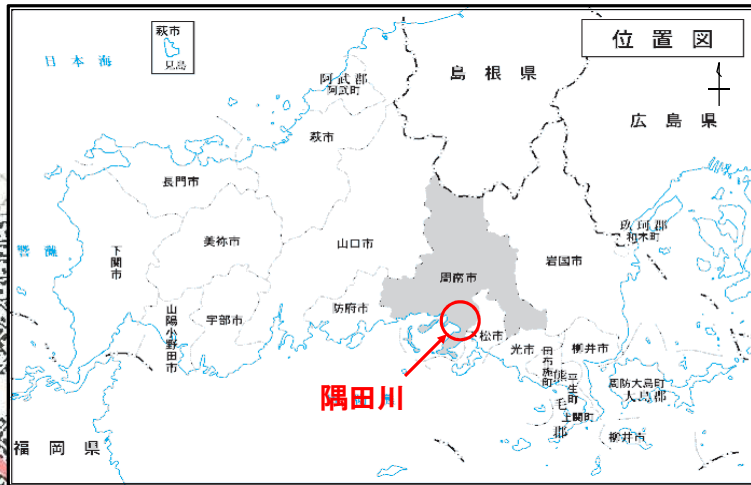 位置図
萩市
見島
日本海
島根県
広島県
阿武郡
阿武町
萩市
長門市
美祢市
山口市
周南市
岩国市
玖珂郡
和木町
響灘
下関市
山陽小野田市
宇部市
防府市
松市
光市
田布施町
柳井市
熊毛郡
平生町
上関町
周防大島町
大島郡
柳井市
隅田川
福岡県